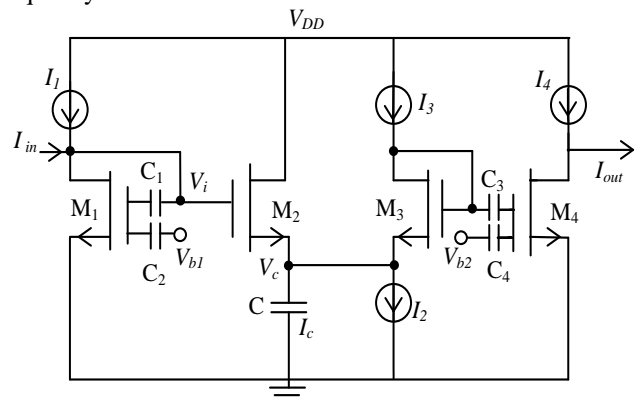 V_DD
I_1
I_3
I_4
I_in
C_1
V_i
C_3
I_out
M_1
M_2
M_3
M_4
C_2
V_b1
V_b2
C_4
V_c
C
I_c
I_2